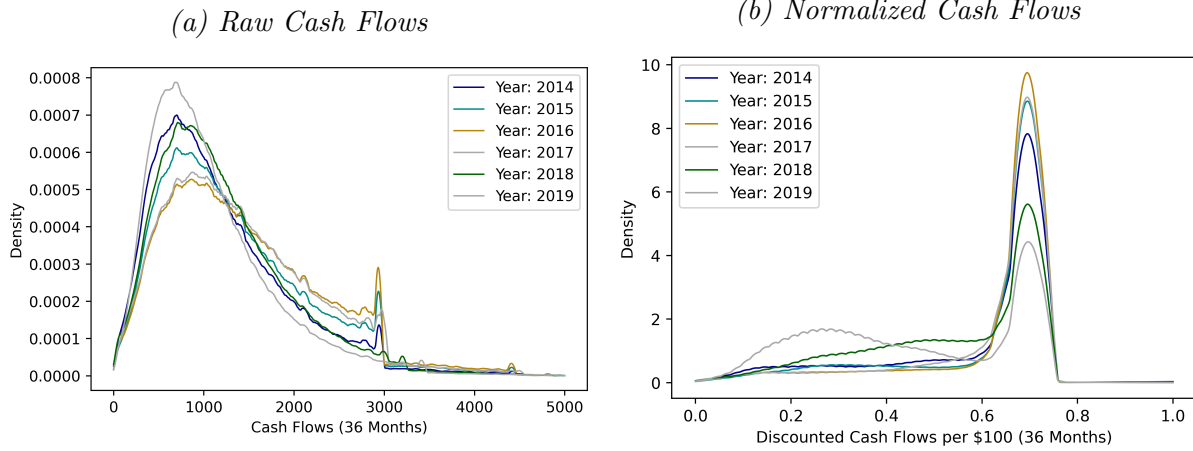 (a) Raw Cash Flows
0.0008
0.0007
0.0006
0.0005
0.0004
0.0003
0.0002
0.0001
0.0000
Density
0
1000
2000
3000
4000
5000
Cash Flows (36 Months)
Year: 2014
Year: 2015
Year: 2016
Year: 2017
Year: 2018
Year: 2019
(b) Normalized Cash Flows
10
8
6
4
2
0
Density
0.0
0.2
0.4
0.6
0.8
1.0
Discounted Cash Flows per $100 (36 Months)
Year: 2014
Year: 2015
Year: 2016
Year: 2017
Year: 2018
Year: 2019